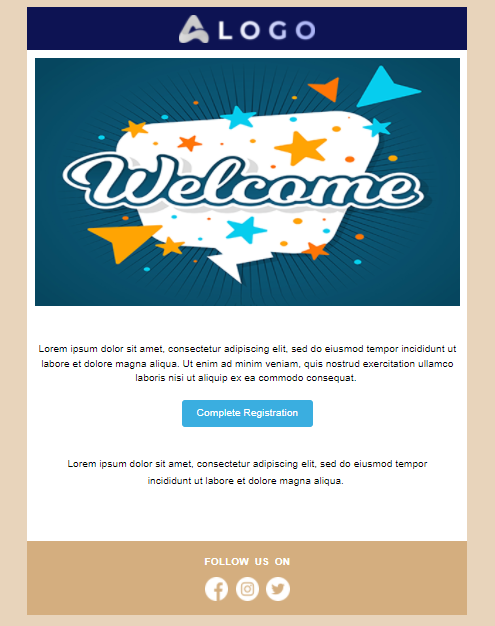 LOGO
Welcome
Lorem ipsum dolor sit amet, consectetur adipiscing elit, sed do eiusmod tempor incididunt ut
labore et dolore magna aliqua. Ut enim ad minim veniam, quis nostrud exercitation ullamco
laboris nisi ut aliquip ex ea commodo consequat.
Complete Registration
Lorem ipsum dolor sit amet, consectetur adipiscing elit, sed do eiusmod tempor
incididunt ut labore et dolore magna aliqua.
FOLLOW US ON